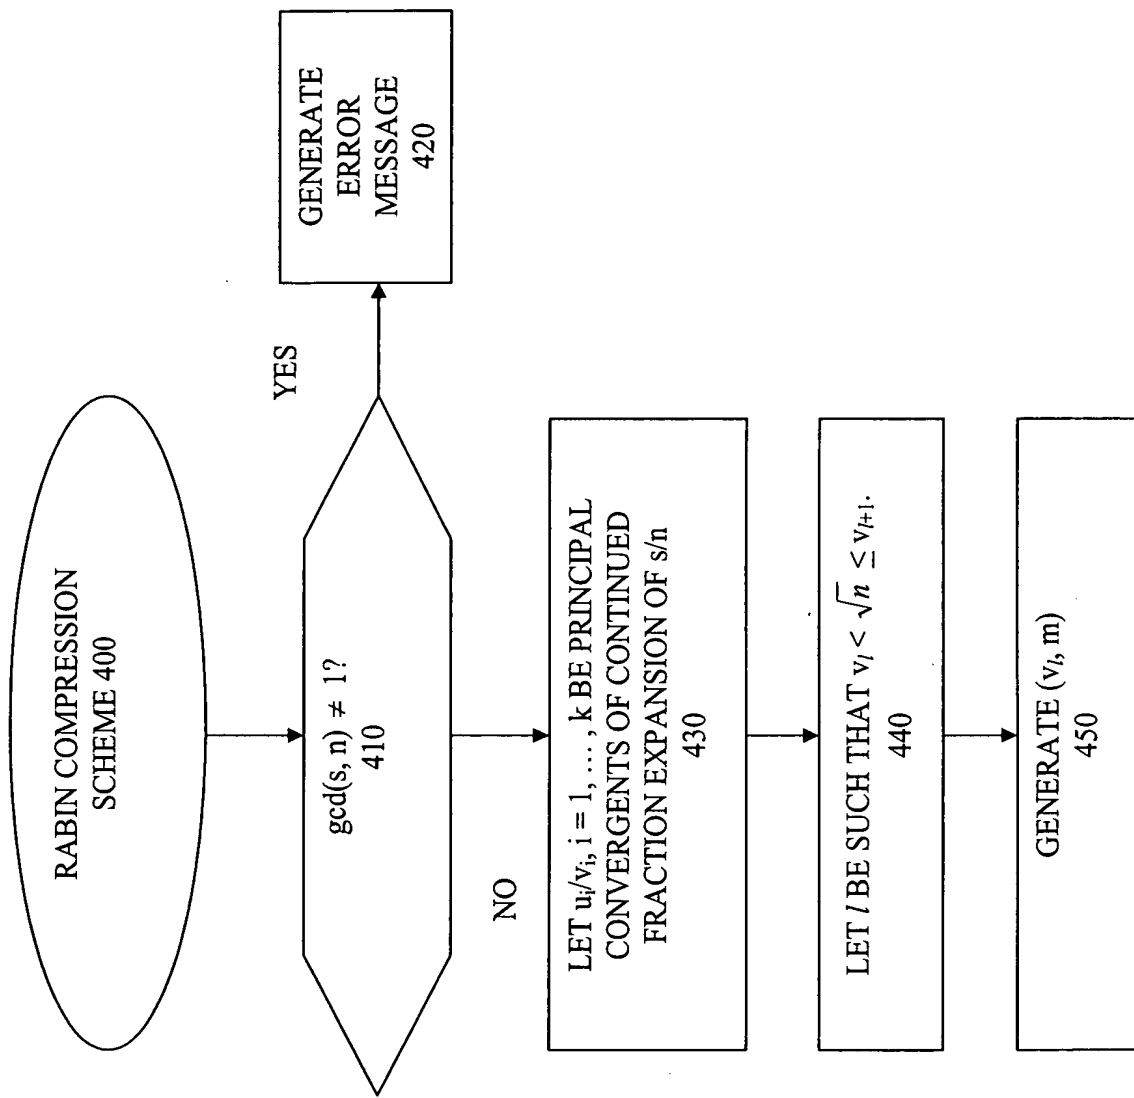 RABIN COMPRESSION
SCHEME 400
gcd(s, n) ≠ 1?
410
YES
GENERATE
ERROR
MESSAGE
420
NO
LET uᵢ/vᵢ, i = 1, ..., k BE PRINCIPAL
CONVERGENTS OF CONTINUED
FRACTION EXPANSION OF s/n
430
LET l BE SUCH THAT vₗ < √n ≤ vₗ₊₁.
440
GENERATE (vₗ, m)
450